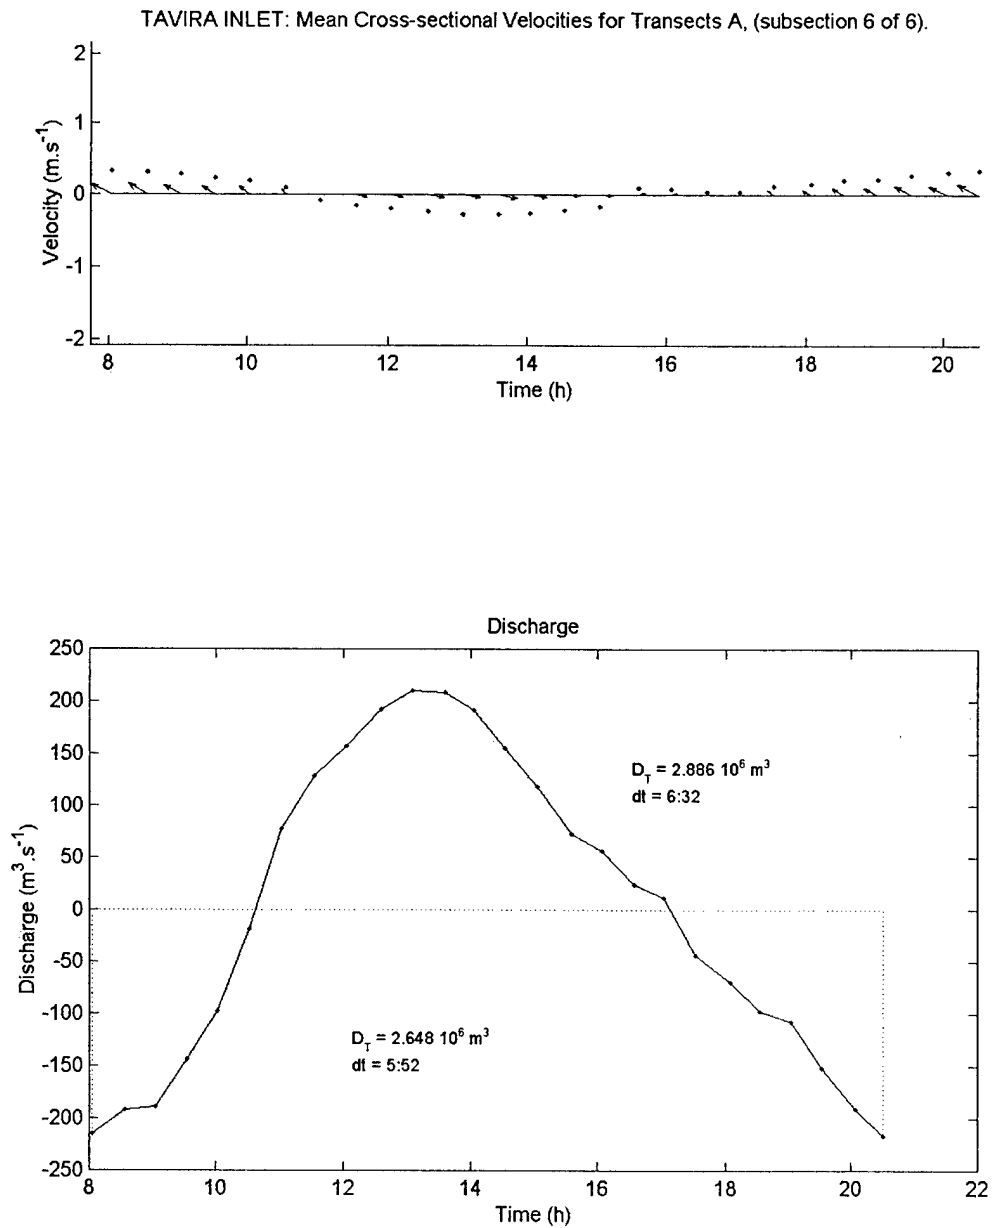 TAVIRA INLET: Mean Cross-sectional Velocities for Transects A, (subsection 6 of 6).
2
1
0
-1
-2
Velocity (m.s⁻¹)
8 10 12 14 16 18 20
Time (h)
Discharge
250
200
150
100
50
0
-50
-100
-150
-200
-250
Discharge (m³.s⁻¹)
D_T = 2.886 10⁶ m³
dt = 6:32
D_T = 2.648 10⁶ m³
dt = 5:52
8 10 12 14 16 18 20 22
Time (h)